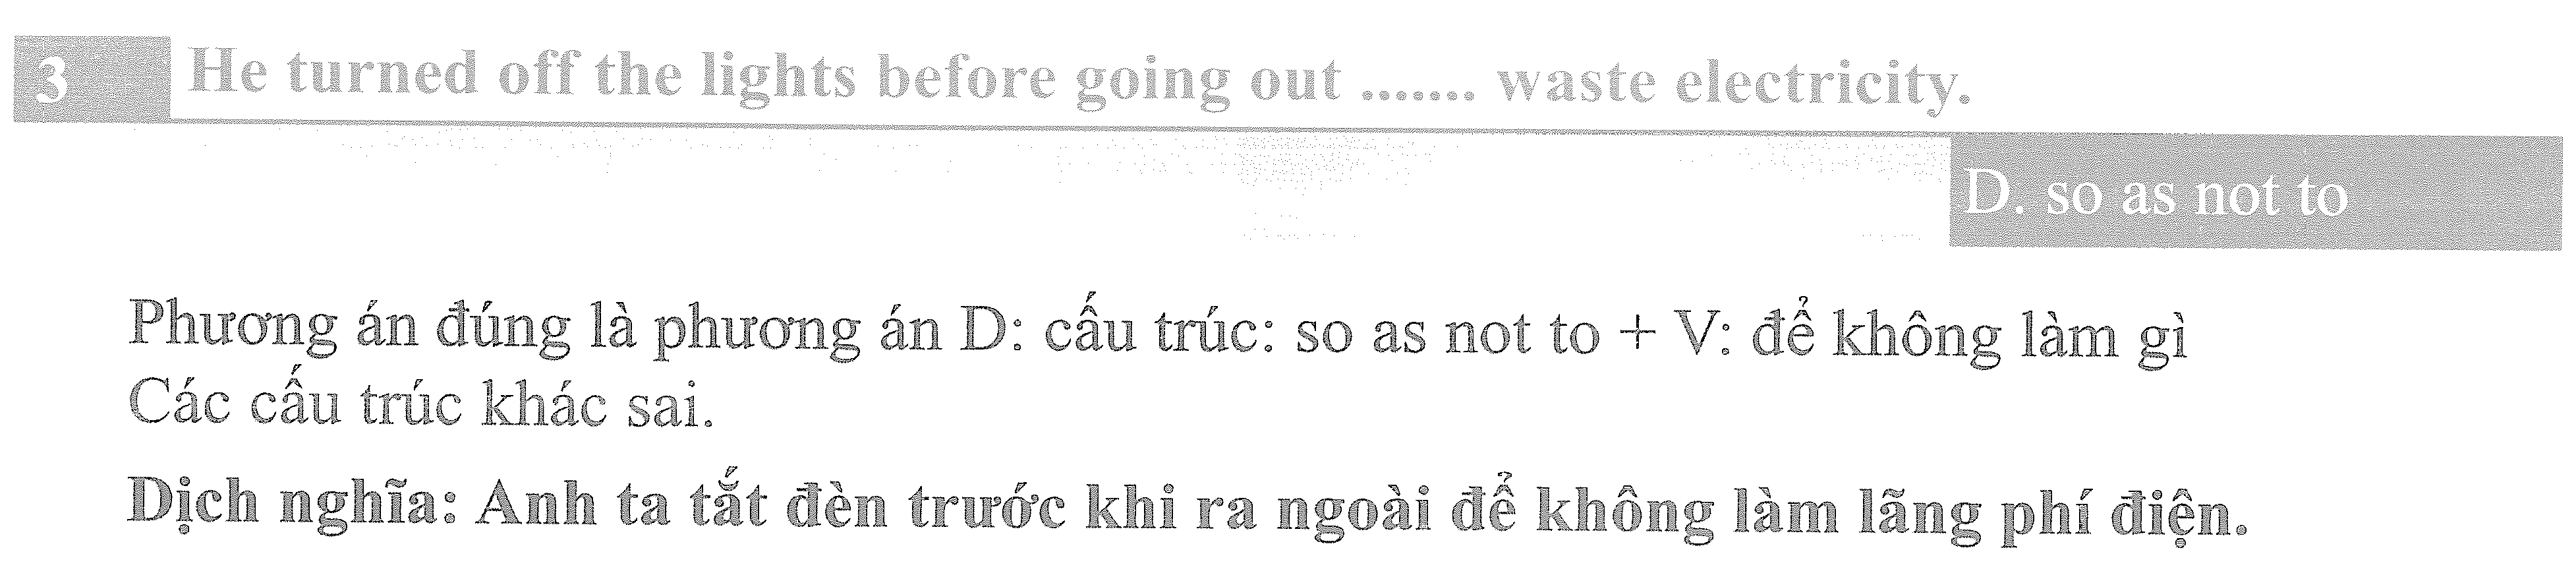 3 He turned off the lights before going out ....... waste electricity.
D. so as not to
Phương án đúng là phương án D: cấu trúc: so as not to + V: để không làm gì
Các cấu trúc khác sai.
Dịch nghĩa: Anh ta tắt đèn trước khi ra ngoài để không làm lãng phí điện.